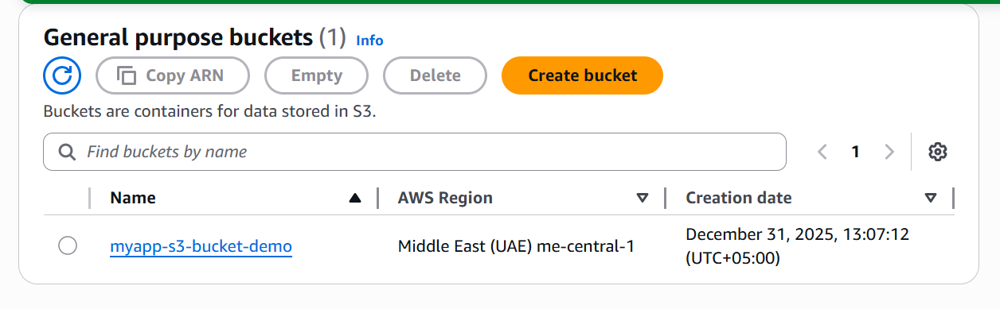 General purpose buckets (1) Info
Copy ARN Empty Delete Create bucket
Buckets are containers for data stored in S3.
Find buckets by name 1
Name AWS Region Creation date
myapp-s3-bucket-demo Middle East (UAE) me-central-1 December 31, 2025, 13:07:12
(UTC+05:00)